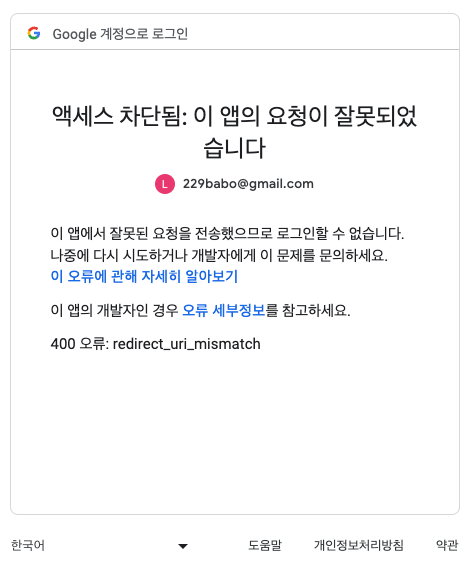 Google 계정으로 로그인
액세스 차단됨: 이 앱의 요청이 잘못되었
습니다
L 229babo@gmail.com
이 앱에서 잘못된 요청을 전송했으므로 로그인할 수 없습니다.
나중에 다시 시도하거나 개발자에게 이 문제를 문의하세요.
이 오류에 관해 자세히 알아보기
이 앱의 개발자인 경우 오류 세부정보를 참고하세요.
400 오류: redirect_uri_mismatch
한국어 도움말 개인정보처리방침 약관